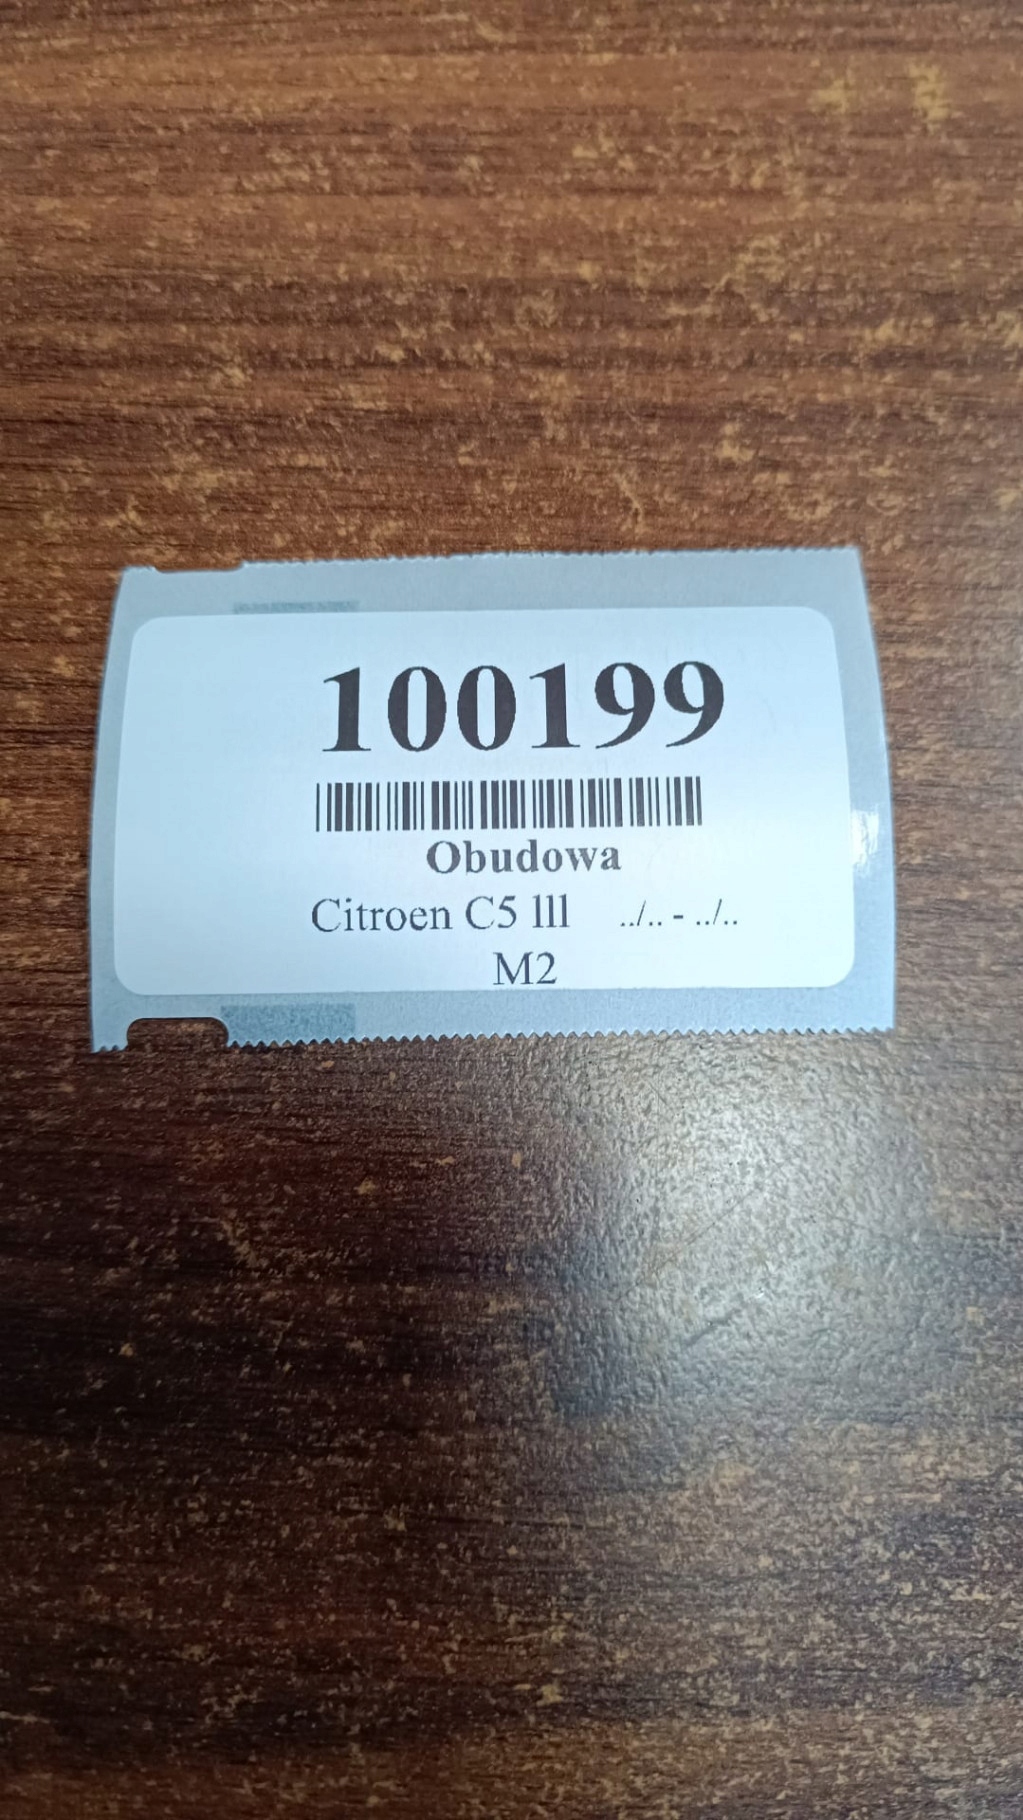 100199
Obudowa
Citroen C5 lll ../.. - ../..
M2